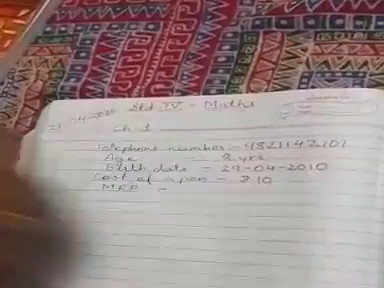 Std IV - Maths
Ch 1
Telephone number - 9821142101
Age - 8 yrs
Birth date - 29-04-2010
Cost of a pen - ₹ 10
MRP -